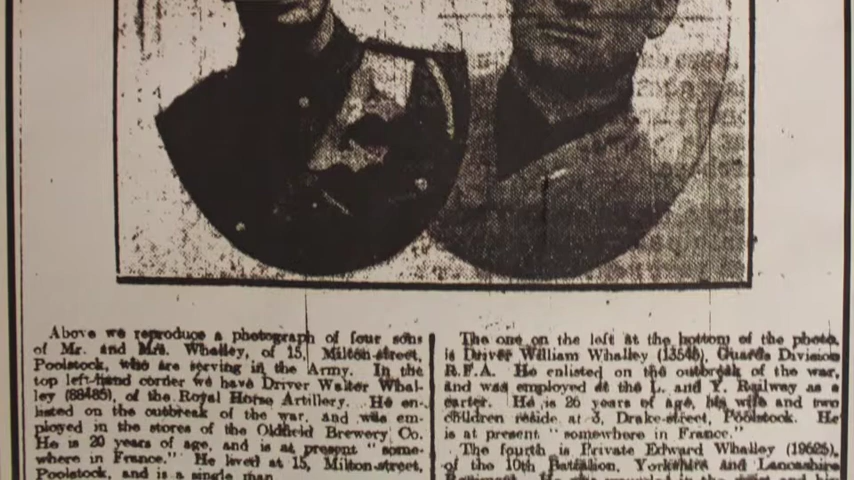 Above we reproduce a photograph of four sons
of Mr. and Mrs. Whalley, of 15, Milton-street,
Poolstock, who are serving in the Army. In the
top left-hand corner we have Driver Walter Whal-
ley (88485), of the Royal Horse Artillery. He en-
listed on the outbreak of the war, and was em-
ployed in the stores of the Oldfield Brewery Co.
He is 20 years of age, and is at present "some-
where in France." He lived at 15, Milton-street,
Poolstock, and is a single man.
The one on the left at the bottom of the photo,
is Driver William Whalley (13546), Guards Division
R.F.A. He enlisted on the outbreak of the war,
and was employed at the L. and Y. Railway as a
carter. He is 26 years of age, his wife and two
children reside at 3, Drake-street, Poolstock. He
is at present "somewhere in France."
The fourth is Private Edward Whalley (19625),
of the 10th Battalion, Yorkshire and Lancashire